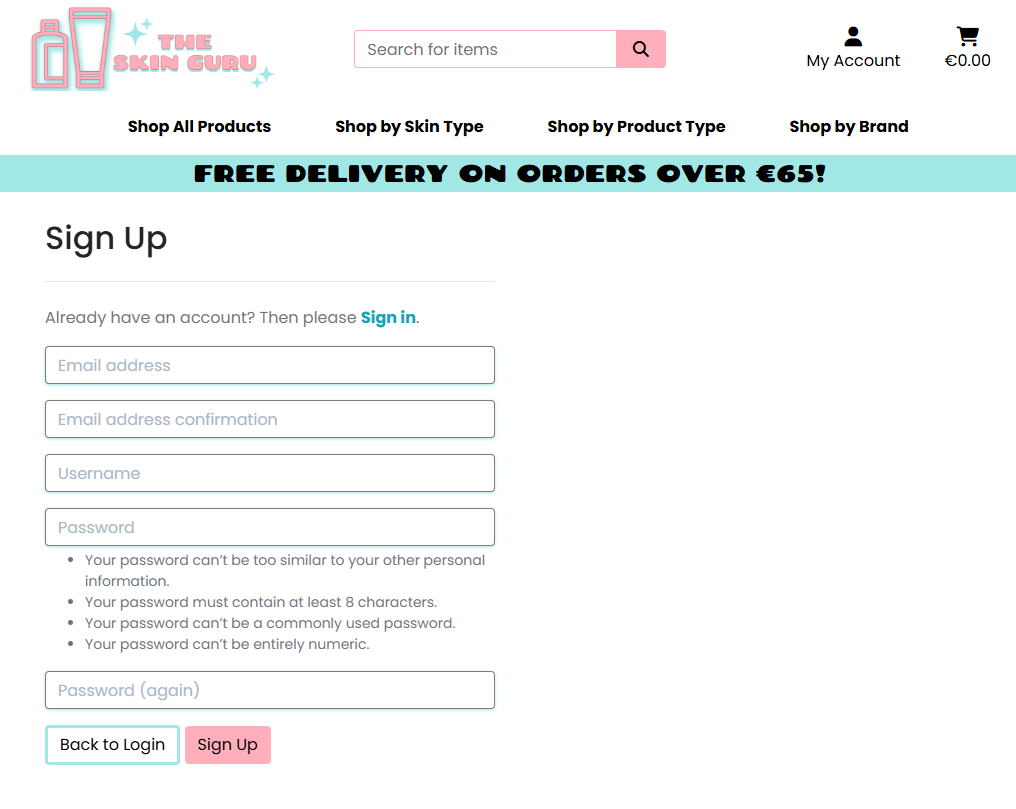 THE
SKIN GURU
Search for items
My Account
€0.00
Shop All Products
Shop by Skin Type
Shop by Product Type
Shop by Brand
FREE DELIVERY ON ORDERS OVER €65!
Sign Up
Already have an account? Then please Sign in.
Email address
Email address confirmation
Username
Password
• Your password can’t be too similar to your other personal
information.
• Your password must contain at least 8 characters.
• Your password can’t be a commonly used password.
• Your password can’t be entirely numeric.
Password (again)
Back to Login
Sign Up